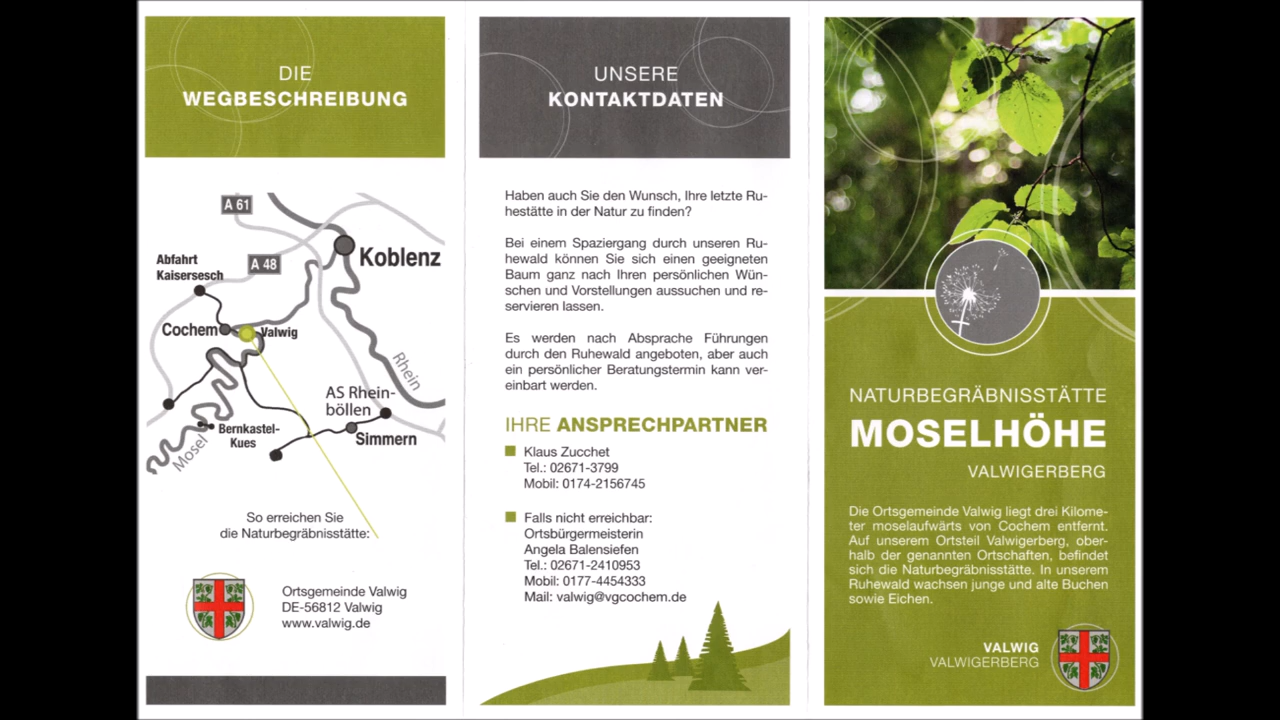 DIE
WEGBESCHREIBUNG
A 61
Koblenz
A 48
Abfahrt
Kaisersesch
Cochem
Valwig
Rhein
AS Rhein-
böllen
Bernkastel-
Kues
Simmern
Mosel
So erreichen Sie
die Naturbegräbnisstätte:
Ortsgemeinde Valwig
DE-56812 Valwig
www.valwig.de
UNSERE
KONTAKTDATEN
Haben auch Sie den Wunsch, Ihre letzte Ru-
hestätte in der Natur zu finden?
Bei einem Spaziergang durch unseren Ru-
hewald können Sie sich einen geeigneten
Baum ganz nach Ihren persönlichen Wün-
schen und Vorstellungen aussuchen und re-
servieren lassen.
Es werden nach Absprache Führungen
durch den Ruhewald angeboten, aber auch
ein persönlicher Beratungstermin kann ver-
einbart werden.
IHRE ANSPRECHPARTNER
Klaus Zucchet
Tel.: 02671-3799
Mobil: 0174-2156745
Falls nicht erreichbar:
Ortsbürgermeisterin
Angela Balensiefen
Tel.: 02671-2410953
Mobil: 0177-4454333
Mail: valwig@vgcochem.de
NATURBEGRÄBNISSTÄTTE
MOSELHÖHE
VALWIGERBERG
Die Ortsgemeinde Valwig liegt drei Kilome-
ter moselaufwärts von Cochem entfernt.
Auf unserem Ortsteil Valwigerberg, ober-
halb der genannten Ortschaften, befindet
sich die Naturbegräbnisstätte. In unserem
Ruhewald wachsen junge und alte Buchen
sowie Eichen.
VALWIG
VALWIGERBERG